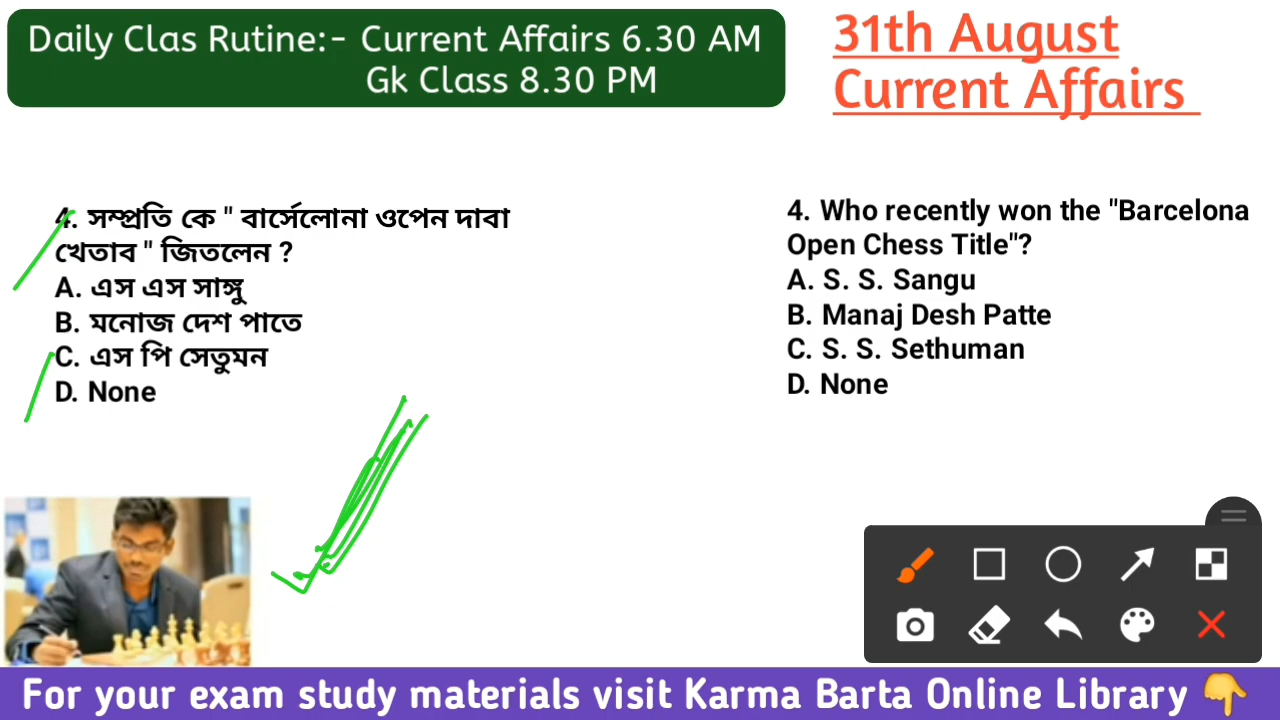 Daily Clas Rutine:- Current Affairs 6.30 AM
Gk Class 8.30 PM
31th August
Current Affairs
4. সম্প্রতি কে " বার্সেলোনা ওপেন দাবা
খেতাব " জিতলেন ?
A. এস এস সাঙ্গু
B. মনোজ দেশ পাতে
C. এস পি সেতুমন
D. None
4. Who recently won the "Barcelona
Open Chess Title"?
A. S. S. Sangu
B. Manaj Desh Patte
C. S. S. Sethuman
D. None
For your exam study materials visit Karma Barta Online Library 👇